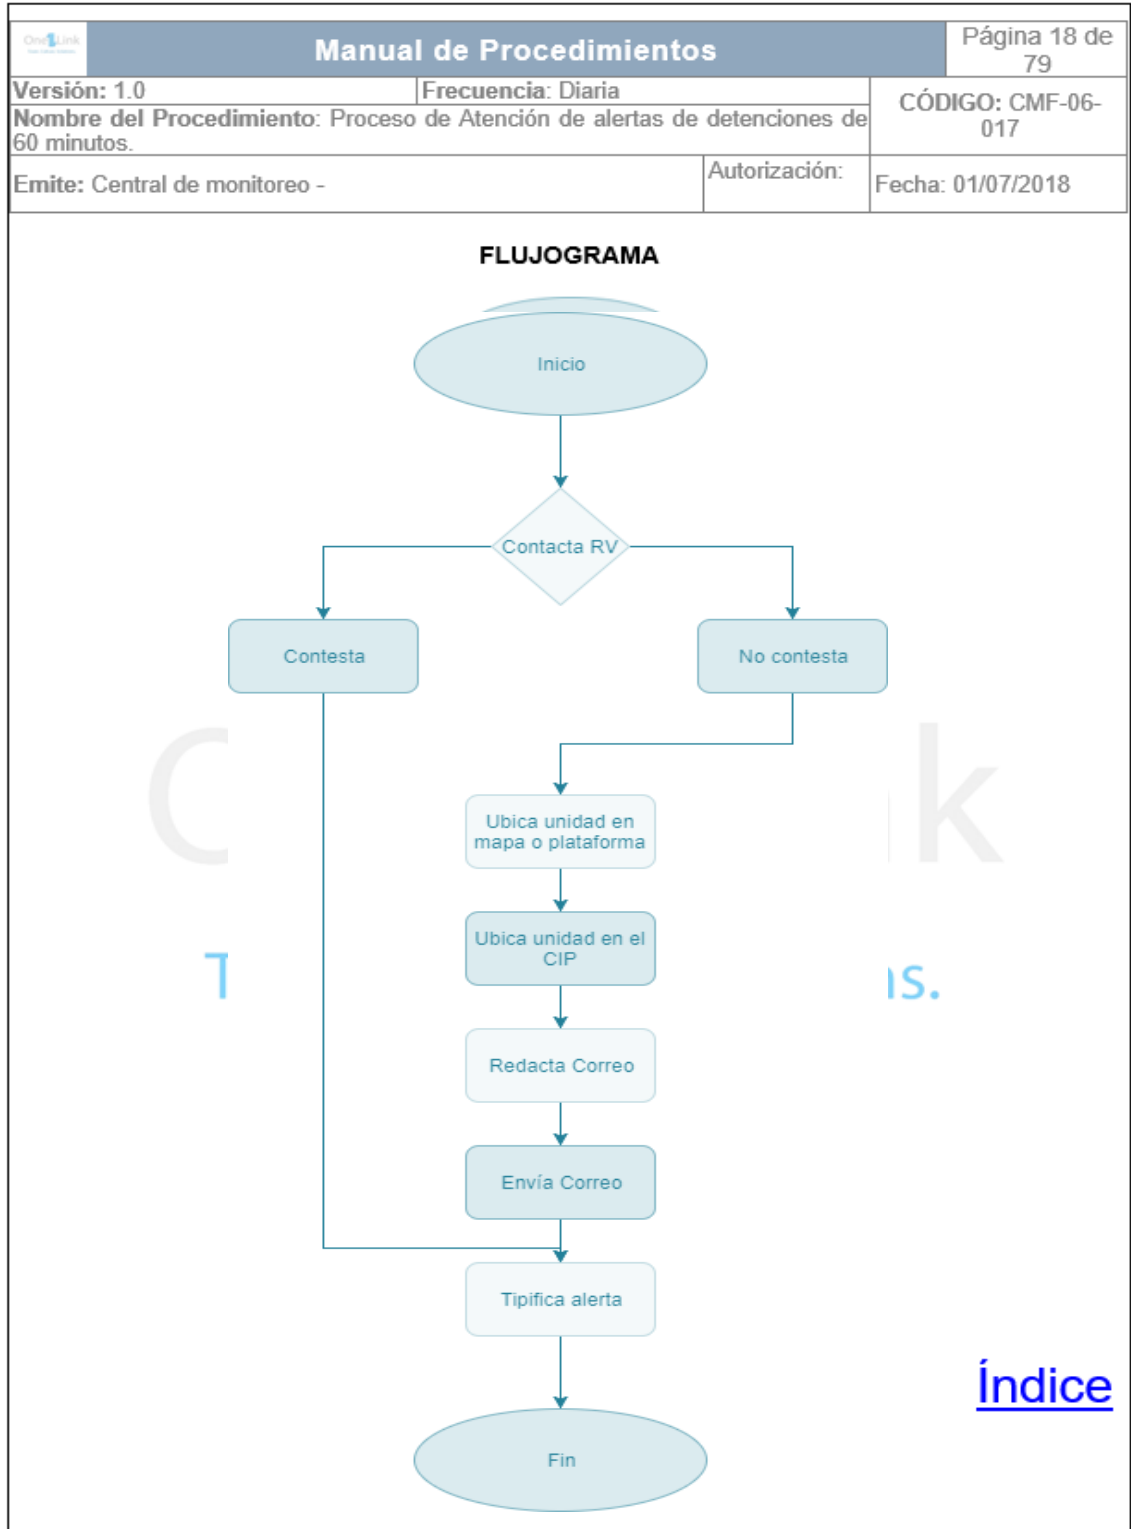 One2Link
Manual de Procedimientos
Página 18 de
79
Versión: 1.0
Frecuencia: Diaria
CÓDIGO: CMF-06-
017
Nombre del Procedimiento: Proceso de Atención de alertas de detenciones de
60 minutos.
Emite: Central de monitoreo -
Autorización:
Fecha: 01/07/2018
FLUJOGRAMA
Inicio
Contacta RV
Contesta
No contesta
Ubica unidad en
mapa o plataforma
Ubica unidad en el
CIP
Redacta Correo
Envía Correo
Tipifica alerta
Fin
Índice